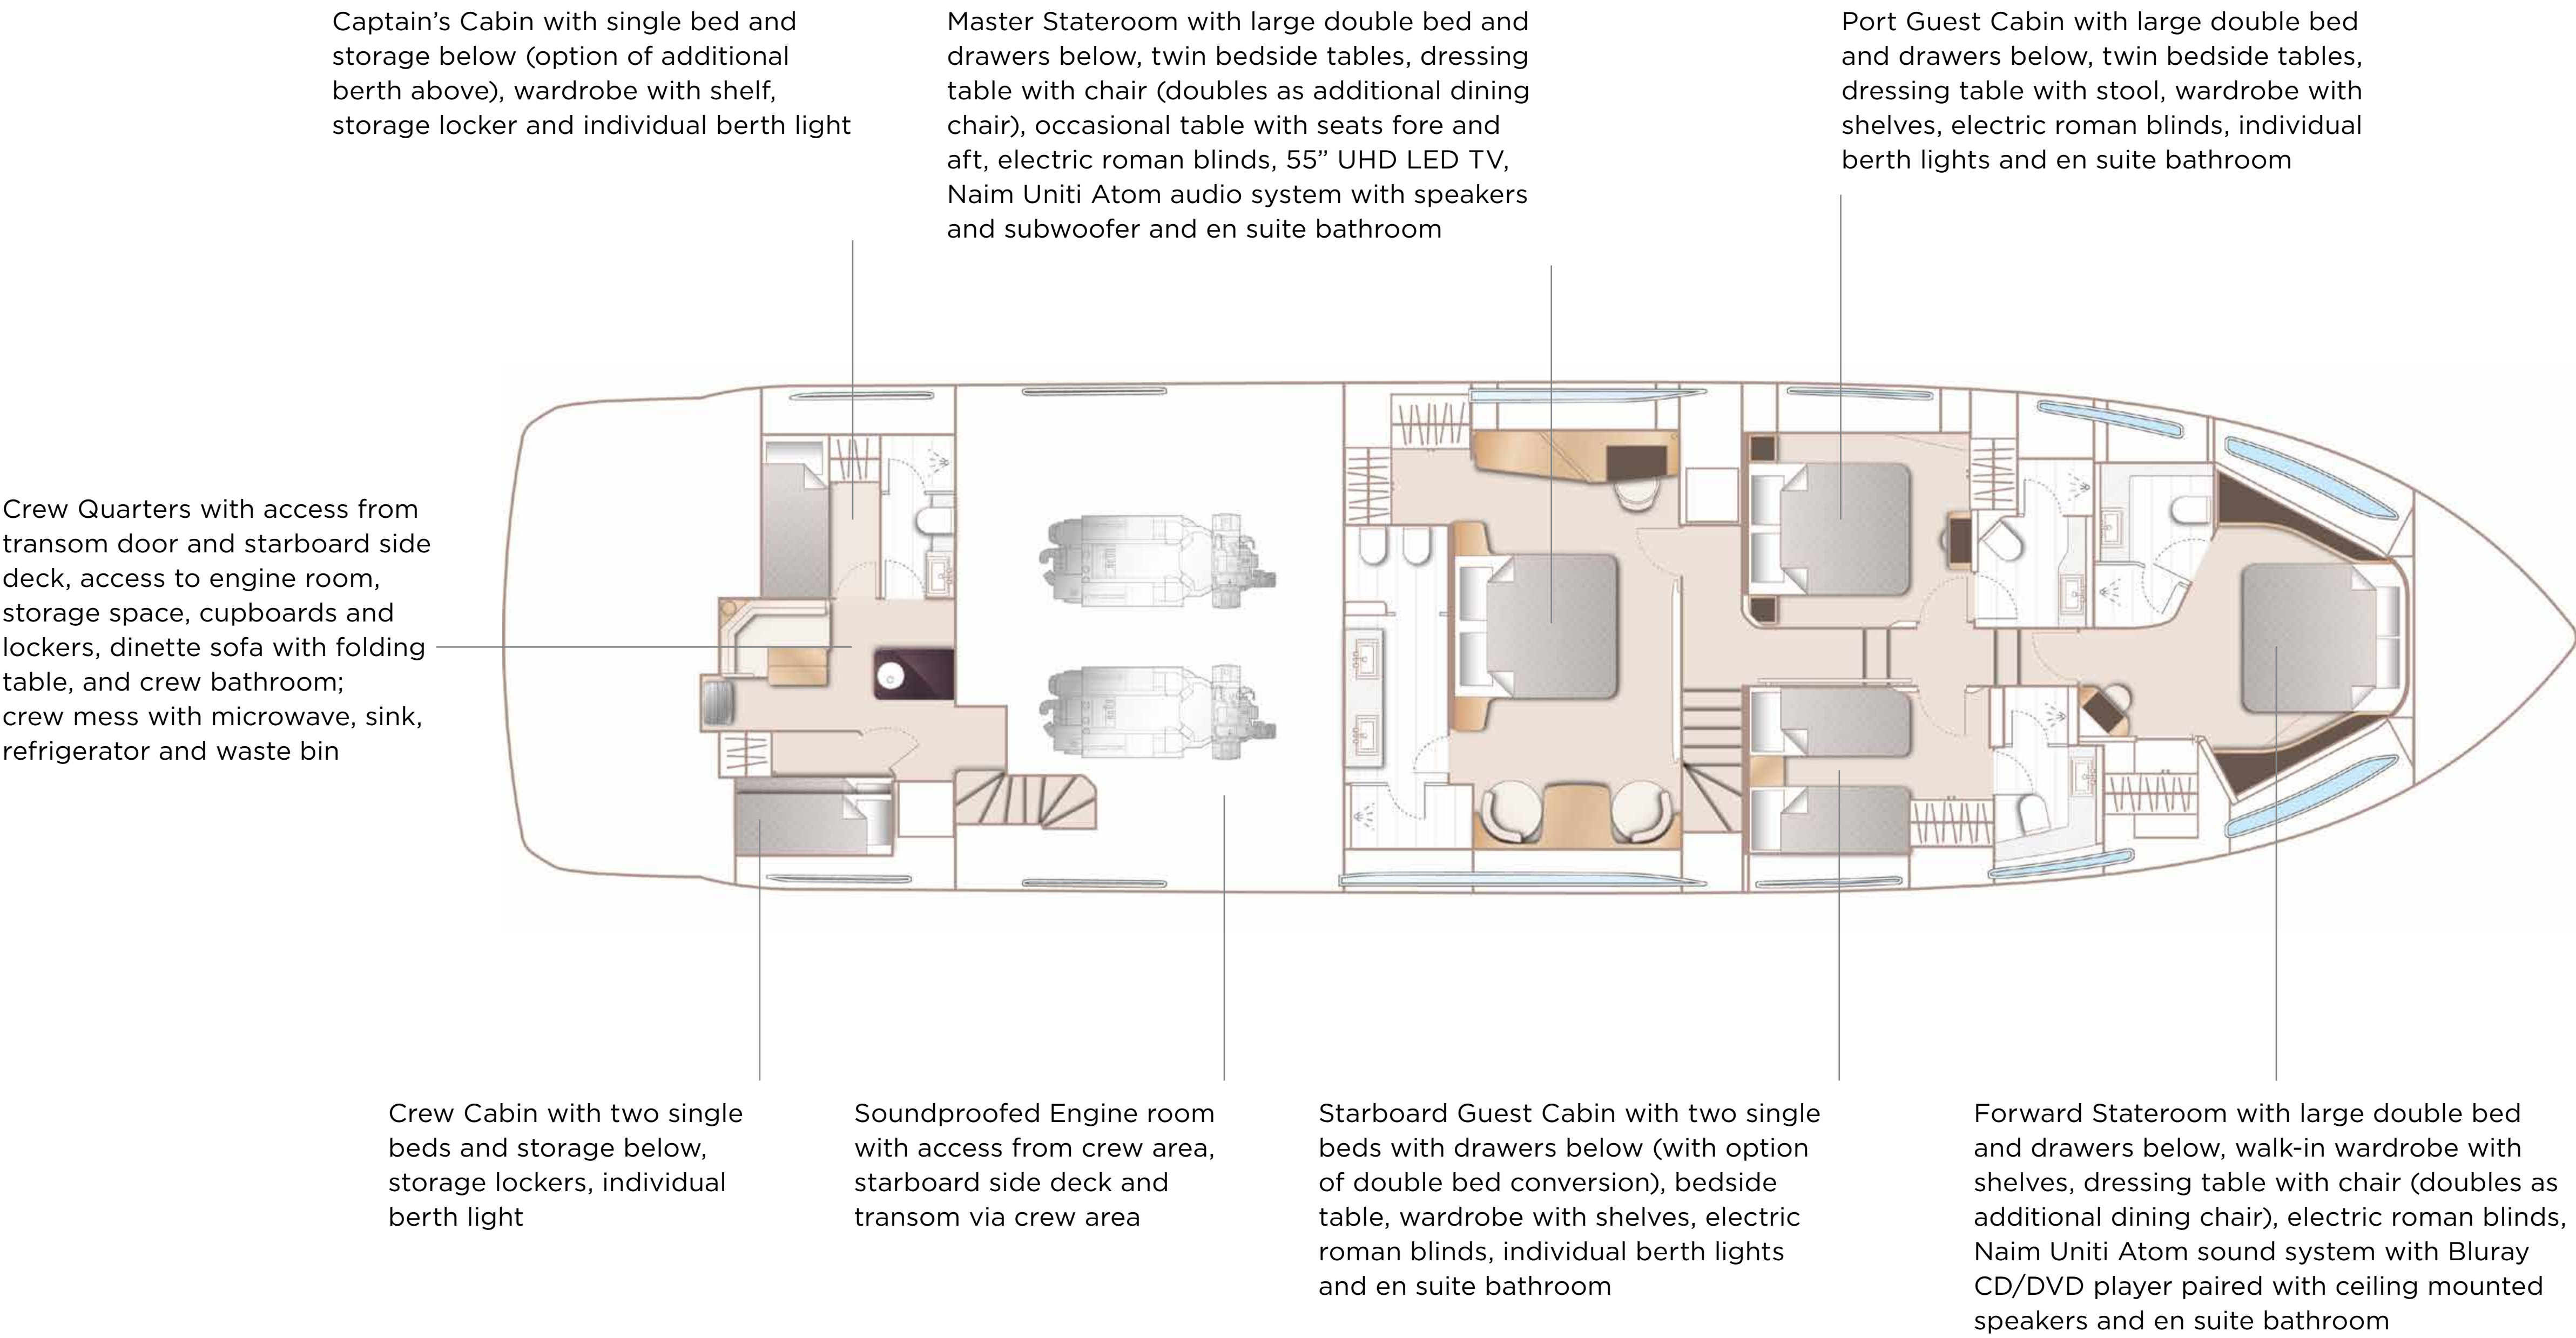 Captain’s Cabin with single bed and
storage below (option of additional
berth above), wardrobe with shelf,
storage locker and individual berth light
Master Stateroom with large double bed and
drawers below, twin bedside tables, dressing
table with chair (doubles as additional dining
chair), occasional table with seats fore and
aft, electric roman blinds, 55” UHD LED TV,
Naim Uniti Atom audio system with speakers
and subwoofer and en suite bathroom
Port Guest Cabin with large double bed
and drawers below, twin bedside tables,
dressing table with stool, wardrobe with
shelves, electric roman blinds, individual
berth lights and en suite bathroom
Crew Quarters with access from
transom door and starboard side
deck, access to engine room,
storage space, cupboards and
lockers, dinette sofa with folding
table, and crew bathroom;
crew mess with microwave, sink,
refrigerator and waste bin
Crew Cabin with two single
beds and storage below,
storage lockers, individual
berth light
Soundproofed Engine room
with access from crew area,
starboard side deck and
transom via crew area
Starboard Guest Cabin with two single
beds with drawers below (with option
of double bed conversion), bedside
table, wardrobe with shelves, electric
roman blinds, individual berth lights
and en suite bathroom
Forward Stateroom with large double bed
and drawers below, walk-in wardrobe with
shelves, dressing table with chair (doubles as
additional dining chair), electric roman blinds,
Naim Uniti Atom sound system with Bluray
CD/DVD player paired with ceiling mounted
speakers and en suite bathroom